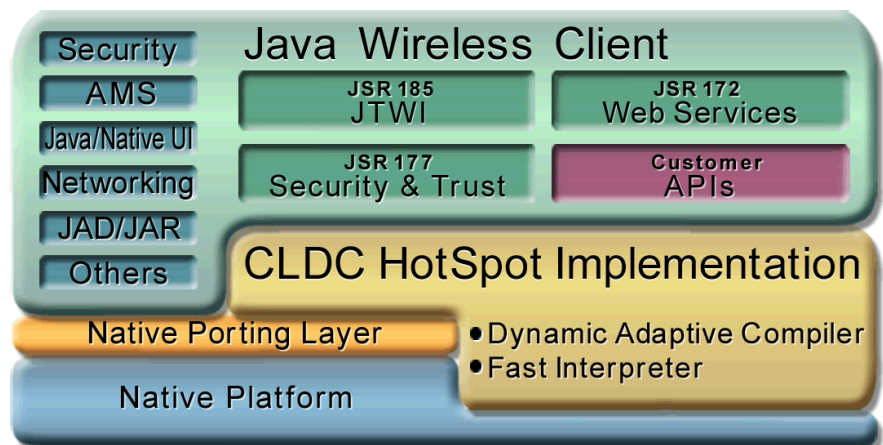 Security
AMS
Java/Native UI
Networking
JAD/JAR
Others
Java Wireless Client
JSR 185
JTWI
JSR 172
Web Services
JSR 177
Security & Trust
Customer
APIs
CLDC HotSpot Implementation
•Dynamic Adaptive Compiler
•Fast Interpreter
Native Porting Layer
Native Platform